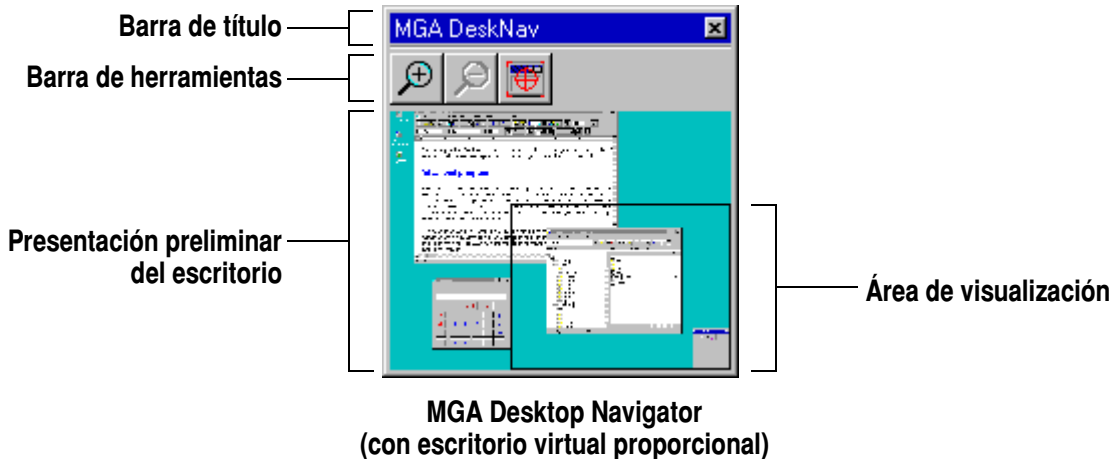 Barra de título
MGA DeskNav
Barra de herramientas
Presentación preliminar
del escritorio
Área de visualización
MGA Desktop Navigator
(con escritorio virtual proporcional)